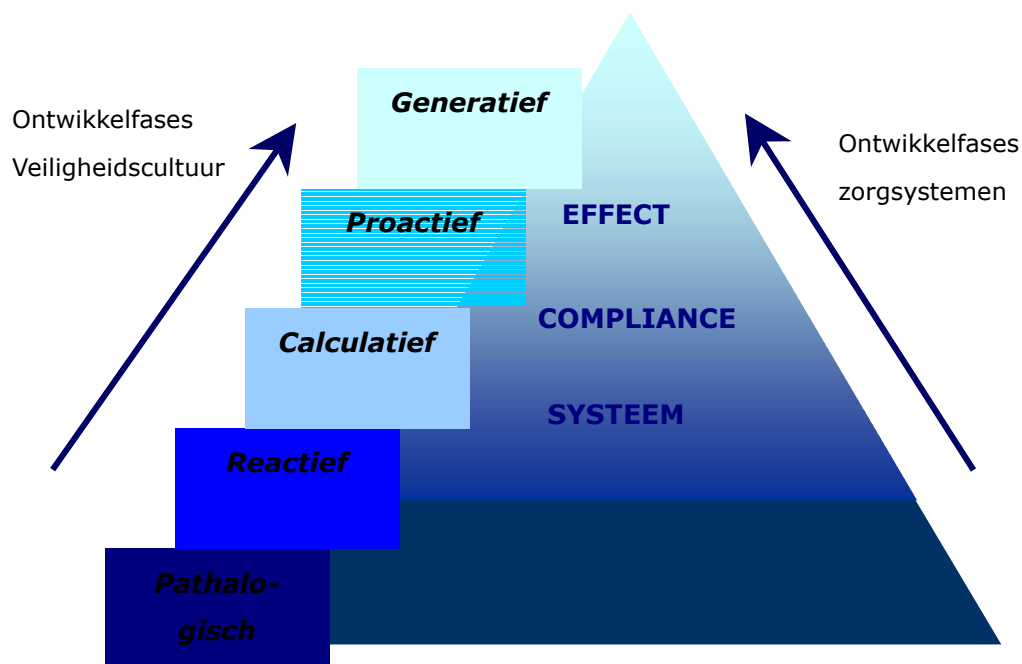 Ontwikkelfases
Veiligheidscultuur
Ontwikkelfases
zorgsystemen
Generatief
Proactief
Calculatief
Reactief
Pathalo-
gisch
EFFECT
COMPLIANCE
SYSTEEM